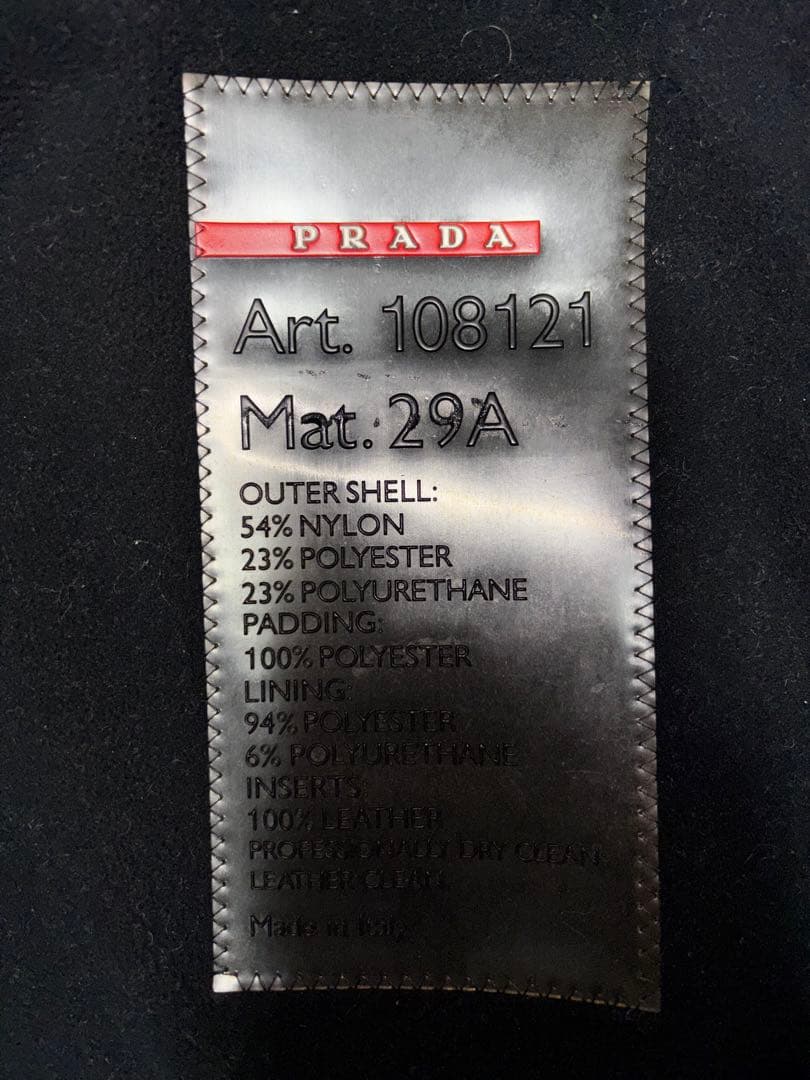 PRADA
Art. 108121
Mat. 29A
OUTER SHELL:
54% NYLON
23% POLYESTER
23% POLYURETHANE
PADDING:
100% POLYESTER
LINING:
94% POLYESTER
6% POLYURETHANE
INSERTS:
100% LEATHER
PROFESSIONALLY DRY CLEAN.
LEATHER CLEAN.
Made in Italy